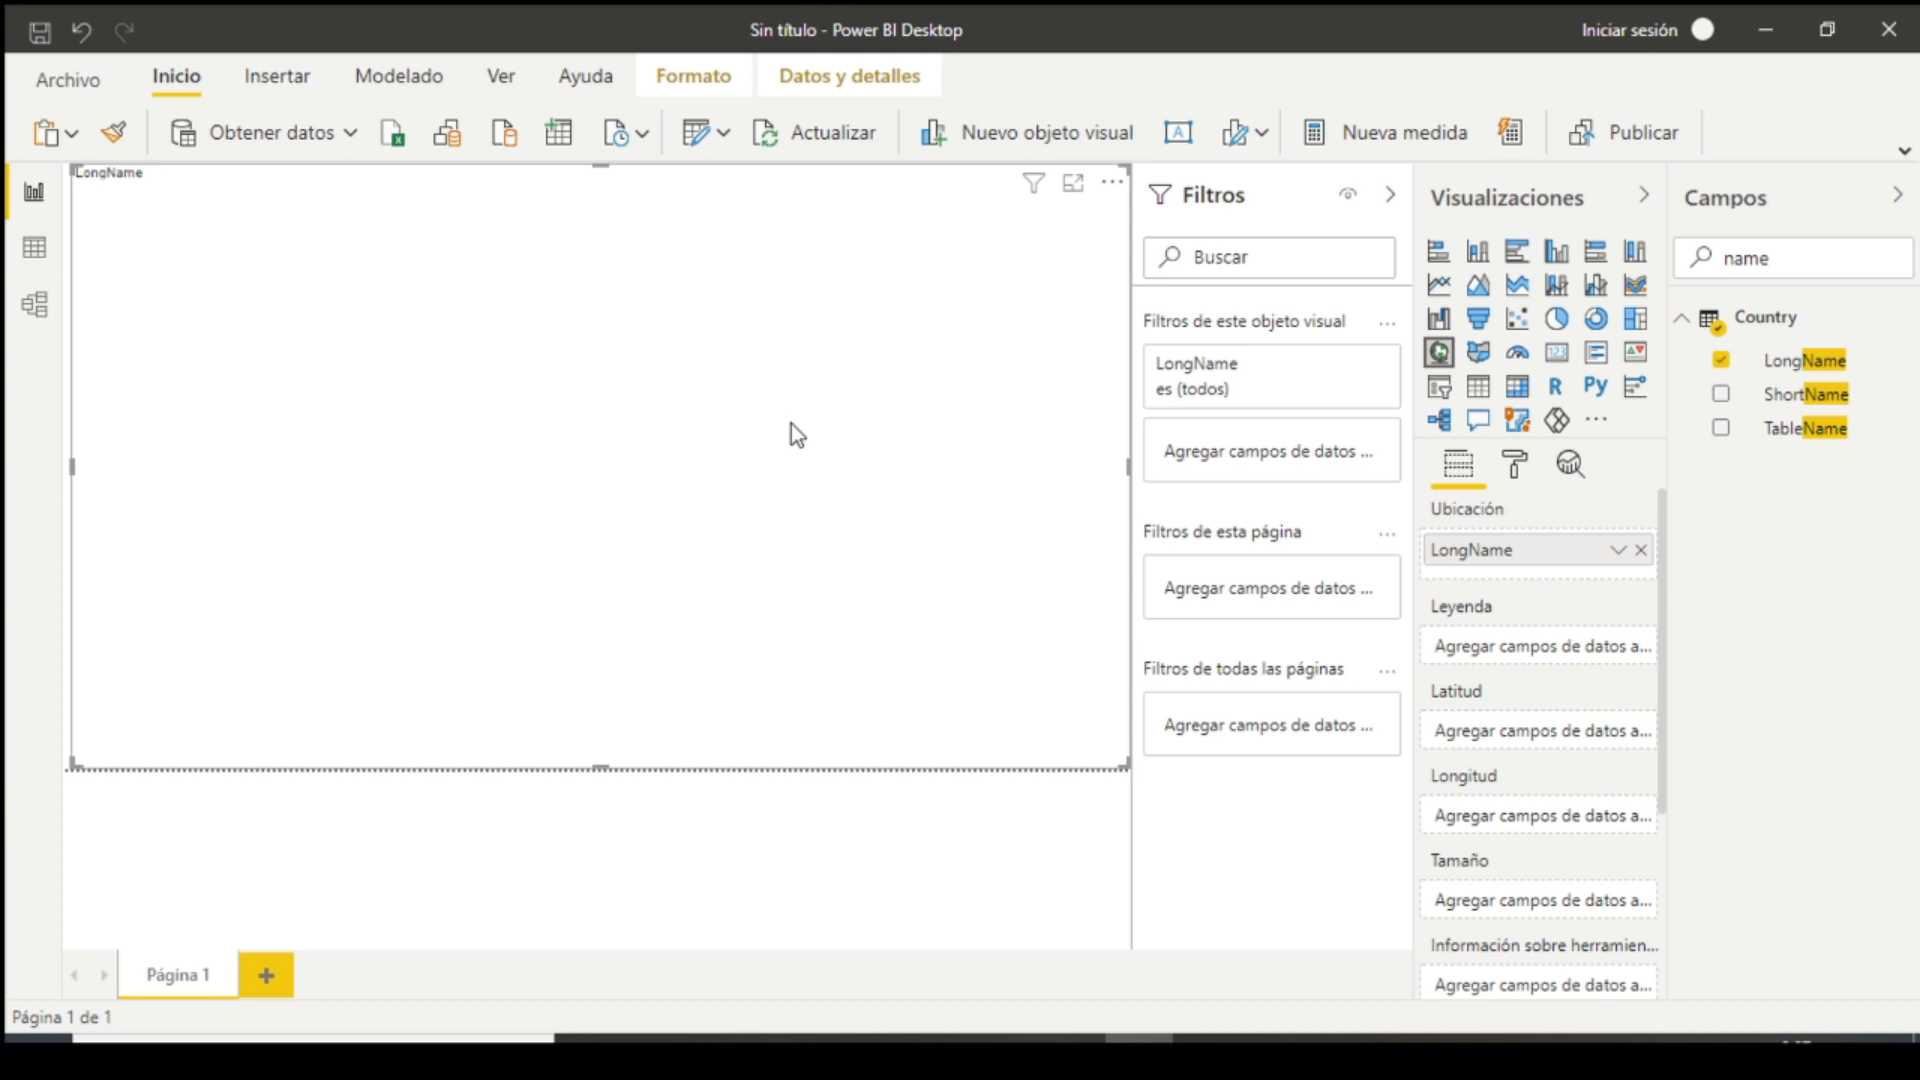 Sin título - Power BI Desktop
Iniciar sesión
Archivo
Inicio
Insertar
Modelado
Ver
Ayuda
Formato
Datos y detalles
Obtener datos
Actualizar
Nuevo objeto visual
Nueva medida
Publicar
LongName
Filtros
Buscar
Filtros de este objeto visual
LongName
es (todos)
Agregar campos de datos ...
Filtros de esta página
Agregar campos de datos ...
Filtros de todas las páginas
Agregar campos de datos ...
Visualizaciones
R
Py
Ubicación
LongName
Leyenda
Agregar campos de datos a...
Latitud
Agregar campos de datos a...
Longitud
Agregar campos de datos a...
Tamaño
Agregar campos de datos a...
Información sobre herramien...
Agregar campos de datos a...
Campos
name
Country
LongName
ShortName
TableName
Página 1
Página 1 de 1